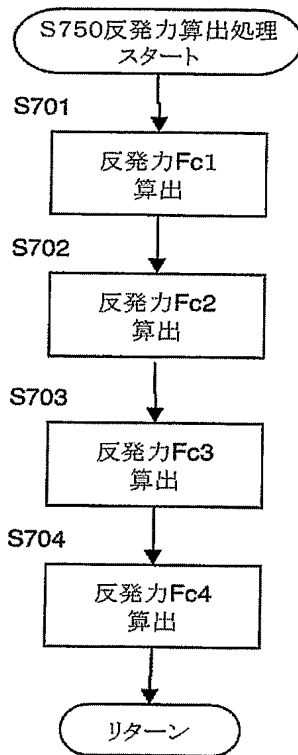 S750反発力算出処理
スタート
S701
反発力Fc1
算出
S702
反発力Fc2
算出
S703
反発力Fc3
算出
S704
反発力Fc4
算出
リターン